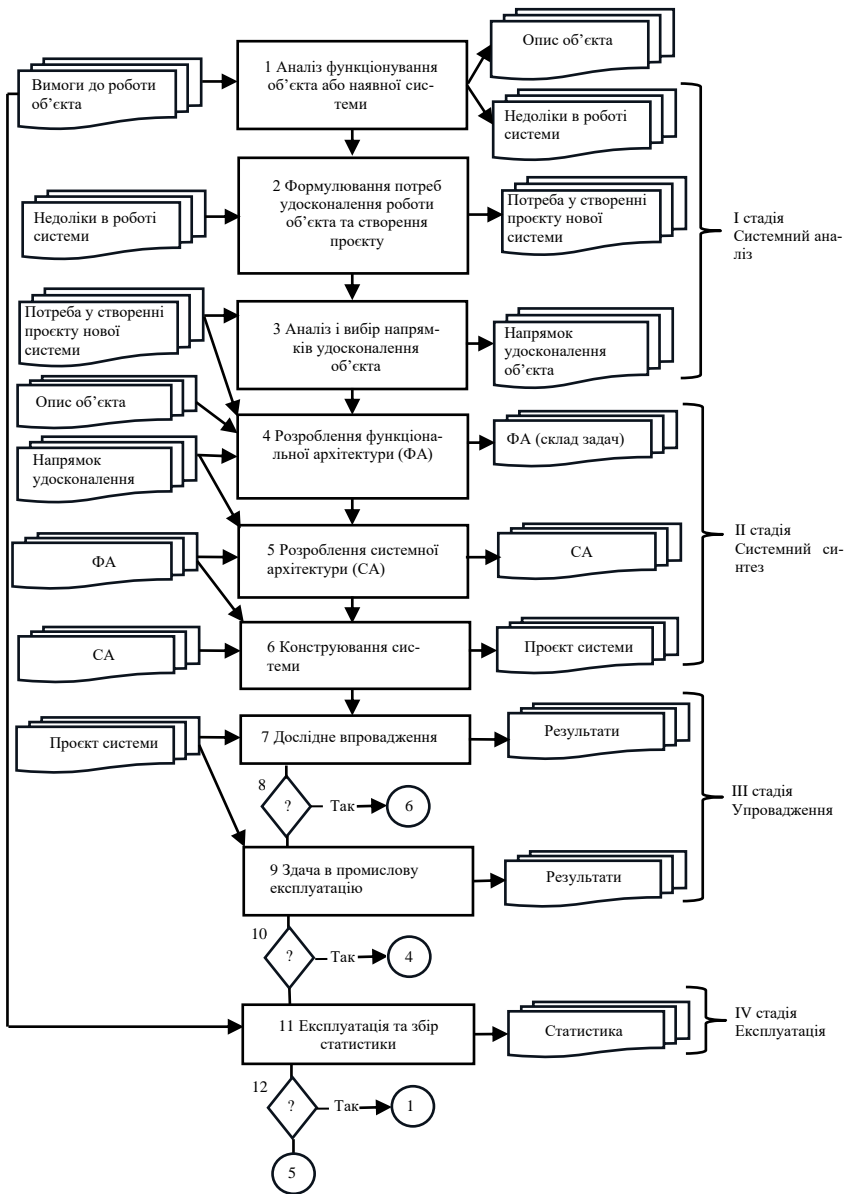 Вимоги до роботи
об’єкта
1 Аналіз функціонування
об’єкта або наявної сис-
теми
Опис об’єкта
Недоліки в роботі
системи
Недоліки в роботі
системи
2 Формулювання потреб
удосконалення роботи
об’єкта та створення
проєкту
Потреба у створенні
проєкту нової
системи
І стадія
Системний ана-
ліз
Потреба у створенні
проєкту нової
системи
3 Аналіз і вибір напрям-
ків удосконалення
об’єкта
Напрямок
удосконалення
об’єкта
Опис об’єкта
Напрямок
удосконалення
4 Розроблення функціона-
льної архітектури (ФА)
ФА (склад задач)
ФА
5 Розроблення системної
архітектури (СА)
СА
ІІ стадія
Системний си-
нтез
СА
6 Конструювання сис-
теми
Проєкт системи
Проєкт системи
7 Дослідне впровадження
Результати
8
?
Так
6
ІІІ стадія
Упровадження
9 Здача в промислову
експлуатацію
Результати
10
?
Так
4
11 Експлуатація та збір
статистики
Статистика
IV стадія
Експлуатація
12
?
Так
1
5